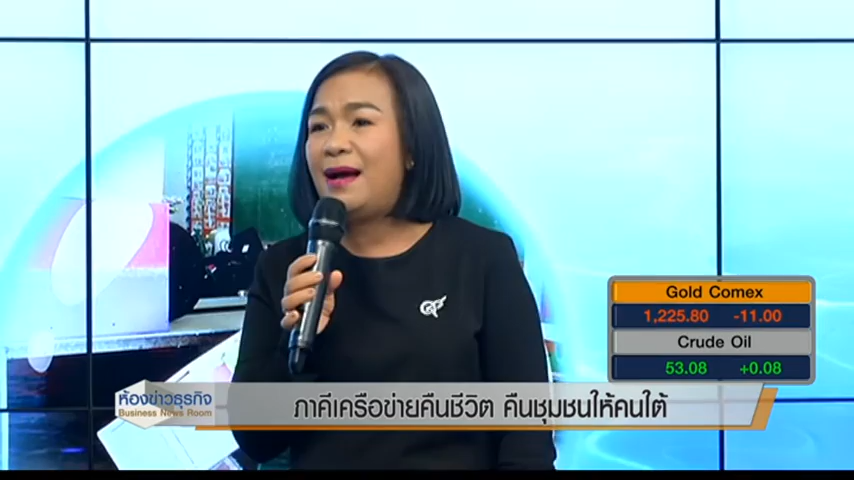 Gold Comex
1,225.80 -11.00
Crude Oil
53.08 +0.08
ห้องข่าวธุรกิจ
Business News Room
ภาคีเครือข่ายคืนชีวิต คืนชุมชนให้คนใต้
๙